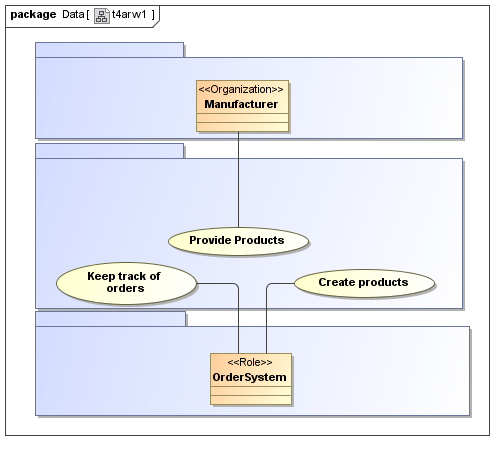 package Data[ t4arw1 ]
<<Organization>>
Manufacturer
Provide Products
Keep track of
orders
Create products
<<Role>>
OrderSystem